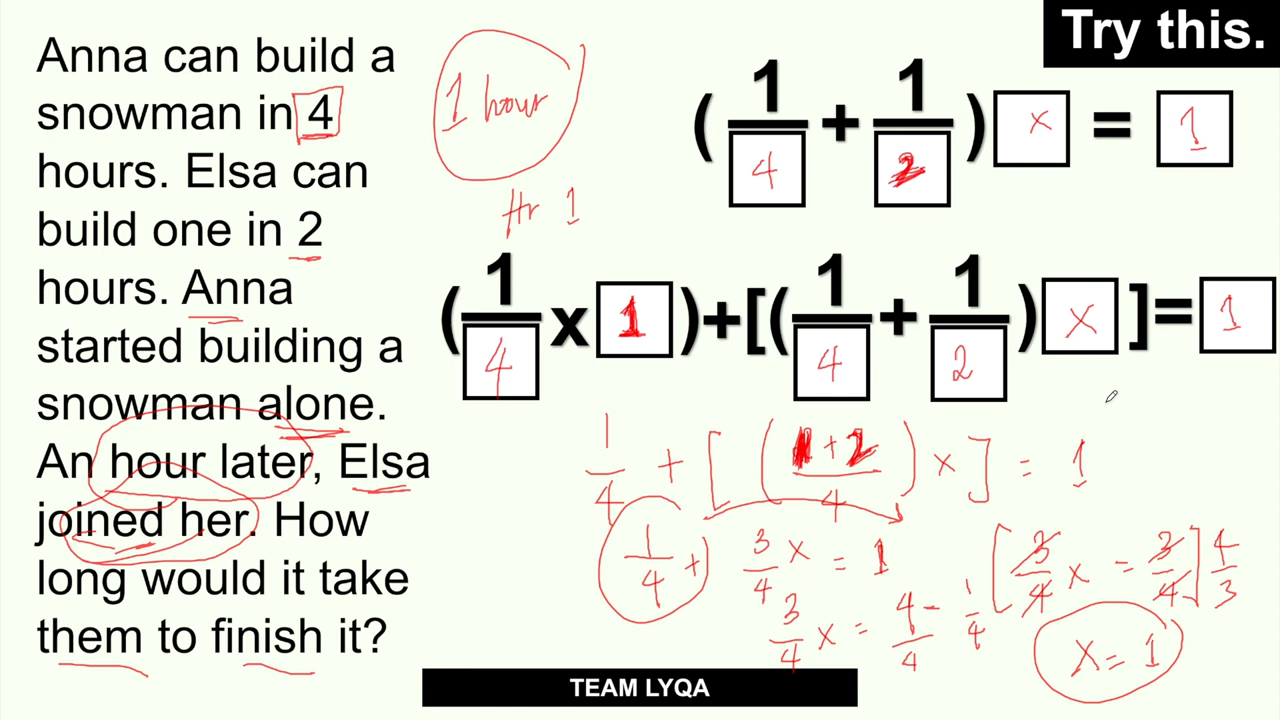 Try this.
Anna can build a
snowman in 4
hours. Elsa can
build one in 2
hours. Anna
started building a
snowman alone.
An hour later, Elsa
joined her. How
long would it take
them to finish it?
1 hour
Hr 1
(1/4 + 1/2) x = 1
(1/4 x 1)+[(1/4 + 1/2) x ]= 1
1/4 + [(1+2/4) x] = 1
1/4 + 3/4 x = 1
3/4 x = 4/4 - 1/4
[3/4 x = 3/4] 4/3
x = 1
TEAM LYQA